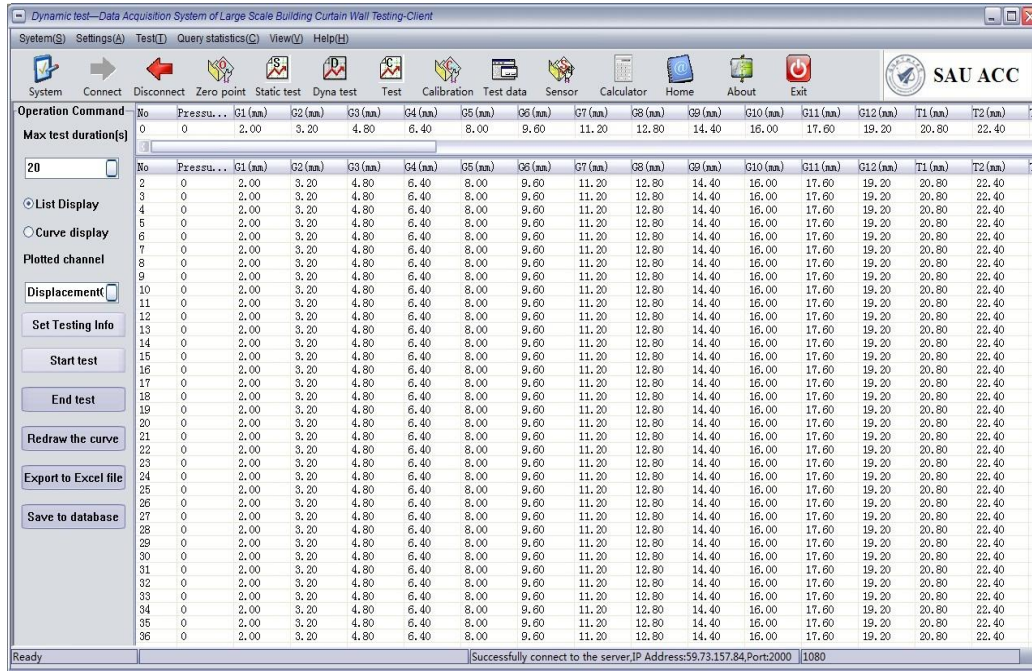 Dynamic test—Data Acquisition System of Large Scale Building Curtain Wall Testing-Client
Syetem(S) Settings(A) Test(T) Query statistics(C) View(V) Help(H)
System Connect Disconnect Zero point Static test Dyna test Test Calibration Test data Sensor Calculator Home About Exit SAU ACC
Operation Command
Max test duration[s]
20
List Display
Curve display
Plotted channel
Displacement(
Set Testing Info
Start test
End test
Redraw the curve
Export to Excel file
Save to database
No Pressu... G1(mm) G2(mm) G3(mm) G4(mm) G5(mm) G6(mm) G7(mm) G8(mm) G9(mm) G10(mm) G11(mm) G12(mm) T1(mm) T2(mm)
0 0 2.00 3.20 4.80 6.40 8.00 9.60 11.20 12.80 14.40 16.00 17.60 19.20 20.80 22.40
No Pressu... G1(mm) G2(mm) G3(mm) G4(mm) G5(mm) G6(mm) G7(mm) G8(mm) G9(mm) G10(mm) G11(mm) G12(mm) T1(mm) T2(mm)
2 0 2.00 3.20 4.80 6.40 8.00 9.60 11.20 12.80 14.40 16.00 17.60 19.20 20.80 22.40
3 0 2.00 3.20 4.80 6.40 8.00 9.60 11.20 12.80 14.40 16.00 17.60 19.20 20.80 22.40
4 0 2.00 3.20 4.80 6.40 8.00 9.60 11.20 12.80 14.40 16.00 17.60 19.20 20.80 22.40
5 0 2.00 3.20 4.80 6.40 8.00 9.60 11.20 12.80 14.40 16.00 17.60 19.20 20.80 22.40
6 0 2.00 3.20 4.80 6.40 8.00 9.60 11.20 12.80 14.40 16.00 17.60 19.20 20.80 22.40
7 0 2.00 3.20 4.80 6.40 8.00 9.60 11.20 12.80 14.40 16.00 17.60 19.20 20.80 22.40
8 0 2.00 3.20 4.80 6.40 8.00 9.60 11.20 12.80 14.40 16.00 17.60 19.20 20.80 22.40
9 0 2.00 3.20 4.80 6.40 8.00 9.60 11.20 12.80 14.40 16.00 17.60 19.20 20.80 22.40
10 0 2.00 3.20 4.80 6.40 8.00 9.60 11.20 12.80 14.40 16.00 17.60 19.20 20.80 22.40
11 0 2.00 3.20 4.80 6.40 8.00 9.60 11.20 12.80 14.40 16.00 17.60 19.20 20.80 22.40
12 0 2.00 3.20 4.80 6.40 8.00 9.60 11.20 12.80 14.40 16.00 17.60 19.20 20.80 22.40
13 0 2.00 3.20 4.80 6.40 8.00 9.60 11.20 12.80 14.40 16.00 17.60 19.20 20.80 22.40
14 0 2.00 3.20 4.80 6.40 8.00 9.60 11.20 12.80 14.40 16.00 17.60 19.20 20.80 22.40
15 0 2.00 3.20 4.80 6.40 8.00 9.60 11.20 12.80 14.40 16.00 17.60 19.20 20.80 22.40
16 0 2.00 3.20 4.80 6.40 8.00 9.60 11.20 12.80 14.40 16.00 17.60 19.20 20.80 22.40
17 0 2.00 3.20 4.80 6.40 8.00 9.60 11.20 12.80 14.40 16.00 17.60 19.20 20.80 22.40
18 0 2.00 3.20 4.80 6.40 8.00 9.60 11.20 12.80 14.40 16.00 17.60 19.20 20.80 22.40
19 0 2.00 3.20 4.80 6.40 8.00 9.60 11.20 12.80 14.40 16.00 17.60 19.20 20.80 22.40
20 0 2.00 3.20 4.80 6.40 8.00 9.60 11.20 12.80 14.40 16.00 17.60 19.20 20.80 22.40
21 0 2.00 3.20 4.80 6.40 8.00 9.60 11.20 12.80 14.40 16.00 17.60 19.20 20.80 22.40
22 0 2.00 3.20 4.80 6.40 8.00 9.60 11.20 12.80 14.40 16.00 17.60 19.20 20.80 22.40
23 0 2.00 3.20 4.80 6.40 8.00 9.60 11.20 12.80 14.40 16.00 17.60 19.20 20.80 22.40
24 0 2.00 3.20 4.80 6.40 8.00 9.60 11.20 12.80 14.40 16.00 17.60 19.20 20.80 22.40
25 0 2.00 3.20 4.80 6.40 8.00 9.60 11.20 12.80 14.40 16.00 17.60 19.20 20.80 22.40
26 0 2.00 3.20 4.80 6.40 8.00 9.60 11.20 12.80 14.40 16.00 17.60 19.20 20.80 22.40
27 0 2.00 3.20 4.80 6.40 8.00 9.60 11.20 12.80 14.40 16.00 17.60 19.20 20.80 22.40
28 0 2.00 3.20 4.80 6.40 8.00 9.60 11.20 12.80 14.40 16.00 17.60 19.20 20.80 22.40
29 0 2.00 3.20 4.80 6.40 8.00 9.60 11.20 12.80 14.40 16.00 17.60 19.20 20.80 22.40
30 0 2.00 3.20 4.80 6.40 8.00 9.60 11.20 12.80 14.40 16.00 17.60 19.20 20.80 22.40
31 0 2.00 3.20 4.80 6.40 8.00 9.60 11.20 12.80 14.40 16.00 17.60 19.20 20.80 22.40
32 0 2.00 3.20 4.80 6.40 8.00 9.60 11.20 12.80 14.40 16.00 17.60 19.20 20.80 22.40
33 0 2.00 3.20 4.80 6.40 8.00 9.60 11.20 12.80 14.40 16.00 17.60 19.20 20.80 22.40
34 0 2.00 3.20 4.80 6.40 8.00 9.60 11.20 12.80 14.40 16.00 17.60 19.20 20.80 22.40
35 0 2.00 3.20 4.80 6.40 8.00 9.60 11.20 12.80 14.40 16.00 17.60 19.20 20.80 22.40
36 0 2.00 3.20 4.80 6.40 8.00 9.60 11.20 12.80 14.40 16.00 17.60 19.20 20.80 22.40
Ready Successfully connect to the server,IP Address:59.73.157.84,Port:2000 1080